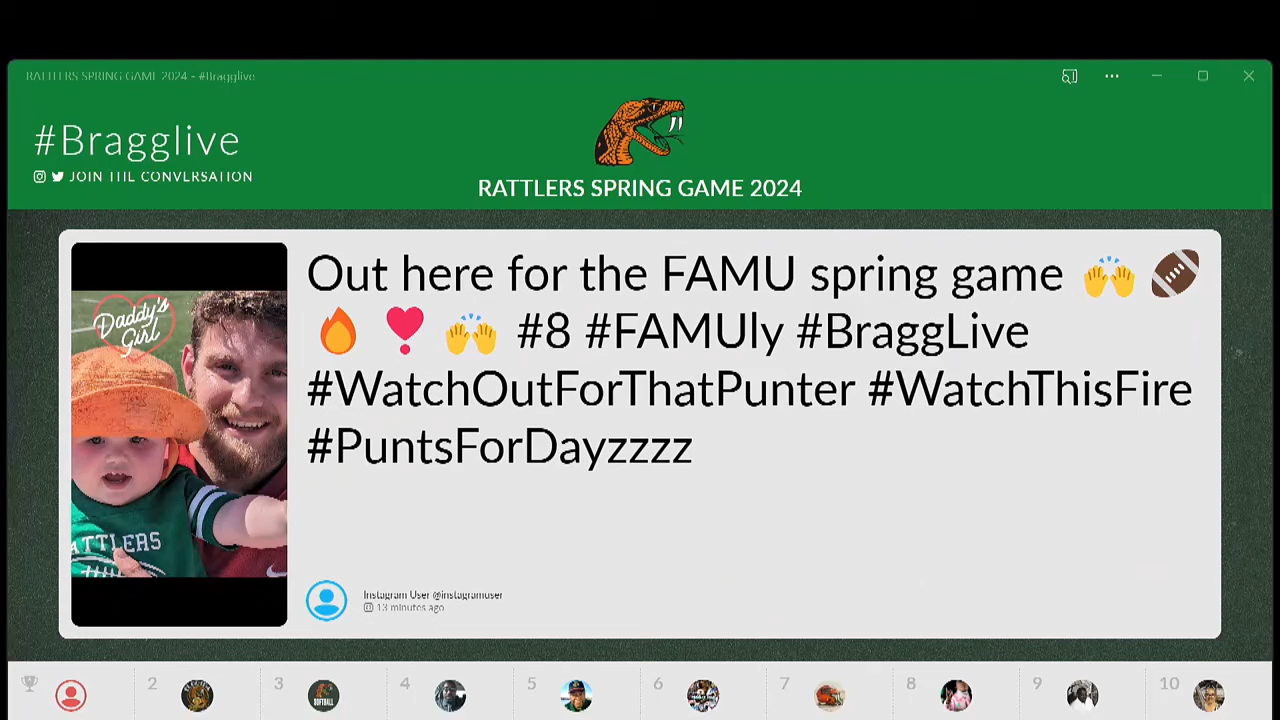 RATTLERS SPRING GAME 2024 - #Bragglive
#Bragglive
JOIN THE CONVERSATION
RATTLERS SPRING GAME 2024
Daddy's
Girl
ATTLERS
Out here for the FAMU spring game 🙌 🏈
🔥 ❣️ 🙌 #8 #FAMUly #BraggLive
#WatchOutForThatPunter #WatchThisFire
#PuntsForDayzzzz
Instagram User @instagramuser
13 minutes ago
2 3 4 5 6 7 8 9 10
SOFTBALL